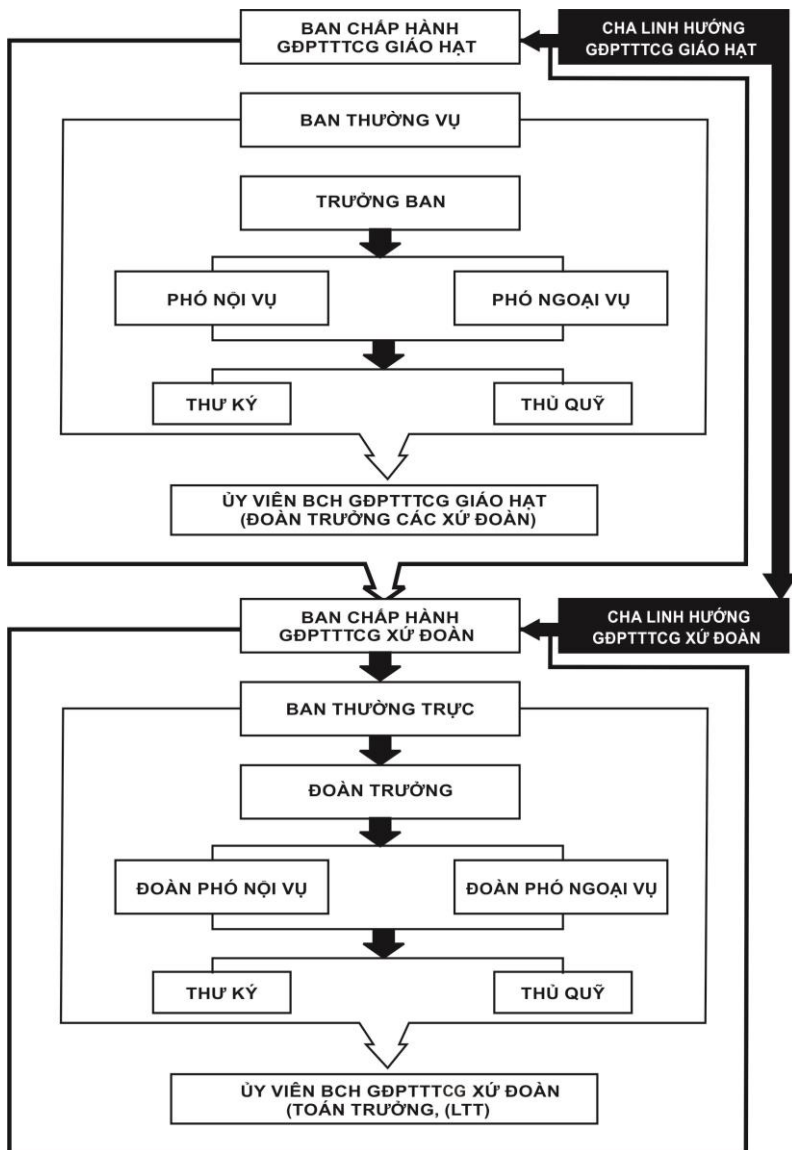 BAN CHẤP HÀNH
GĐPTTTCG GIÁO HẠT
CHA LINH HƯỚNG
GĐPTTTCG GIÁO HẠT
BAN THƯỜNG VỤ
TRƯỞNG BAN
PHÓ NỘI VỤ
PHÓ NGOẠI VỤ
THƯ KÝ
THỦ QUỸ
ỦY VIÊN BCH GĐPTTTCG GIÁO HẠT
(ĐOÀN TRƯỞNG CÁC XỨ ĐOÀN)
BAN CHẤP HÀNH
GĐPTTTCG XỨ ĐOÀN
CHA LINH HƯỚNG
GĐPTTTCG XỨ ĐOÀN
BAN THƯỜNG TRỰC
ĐOÀN TRƯỞNG
ĐOÀN PHÓ NỘI VỤ
ĐOÀN PHÓ NGOẠI VỤ
THƯ KÝ
THỦ QUỸ
ỦY VIÊN BCH GĐPTTTCG XỨ ĐOÀN
(TOÁN TRƯỞNG, (LTT)